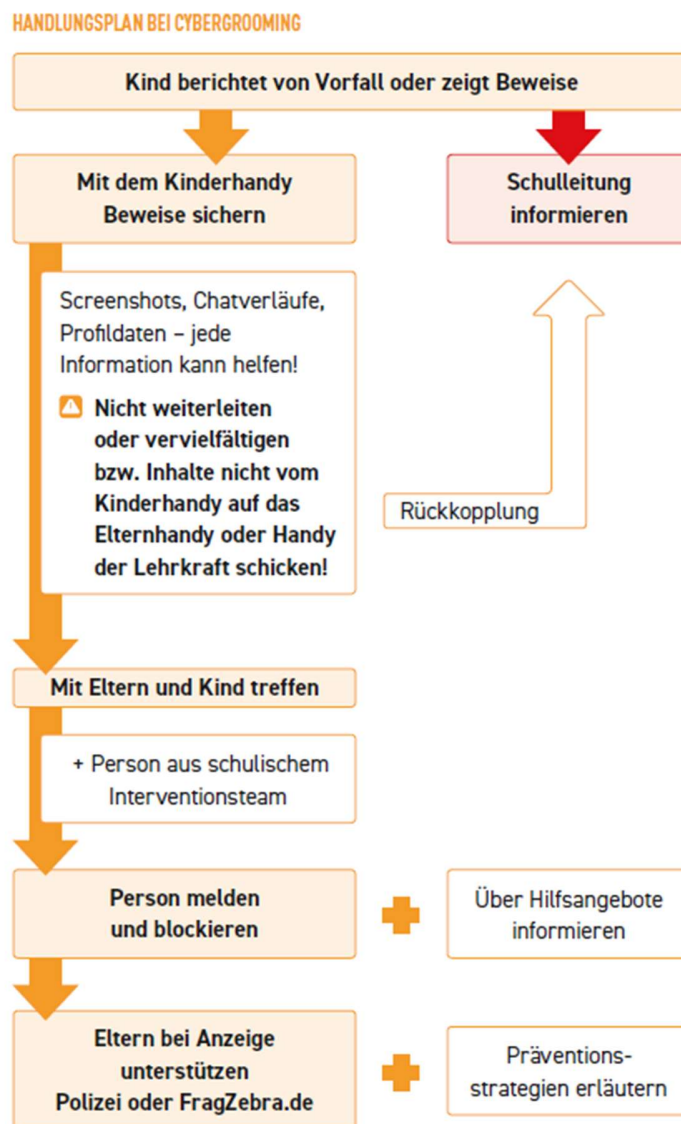 HANDLUNGSPLAN BEI CYBERGROOMING
Kind berichtet von Vorfall oder zeigt Beweise
Mit dem Kinderhandy
Beweise sichern
Schulleitung
informieren
Screenshots, Chatverläufe,
Profildaten – jede
Information kann helfen!
Nicht weiterleiten
oder vervielfältigen
bzw. Inhalte nicht vom
Kinderhandy auf das
Elternhandy oder Handy
der Lehrkraft schicken!
Rückkopplung
Mit Eltern und Kind treffen
+ Person aus schulischem
Interventionsteam
Person melden
und blockieren
Über Hilfsangebote
informieren
Eltern bei Anzeige
unterstützen
Polizei oder FragZebra.de
Präventions-
strategien erläutern